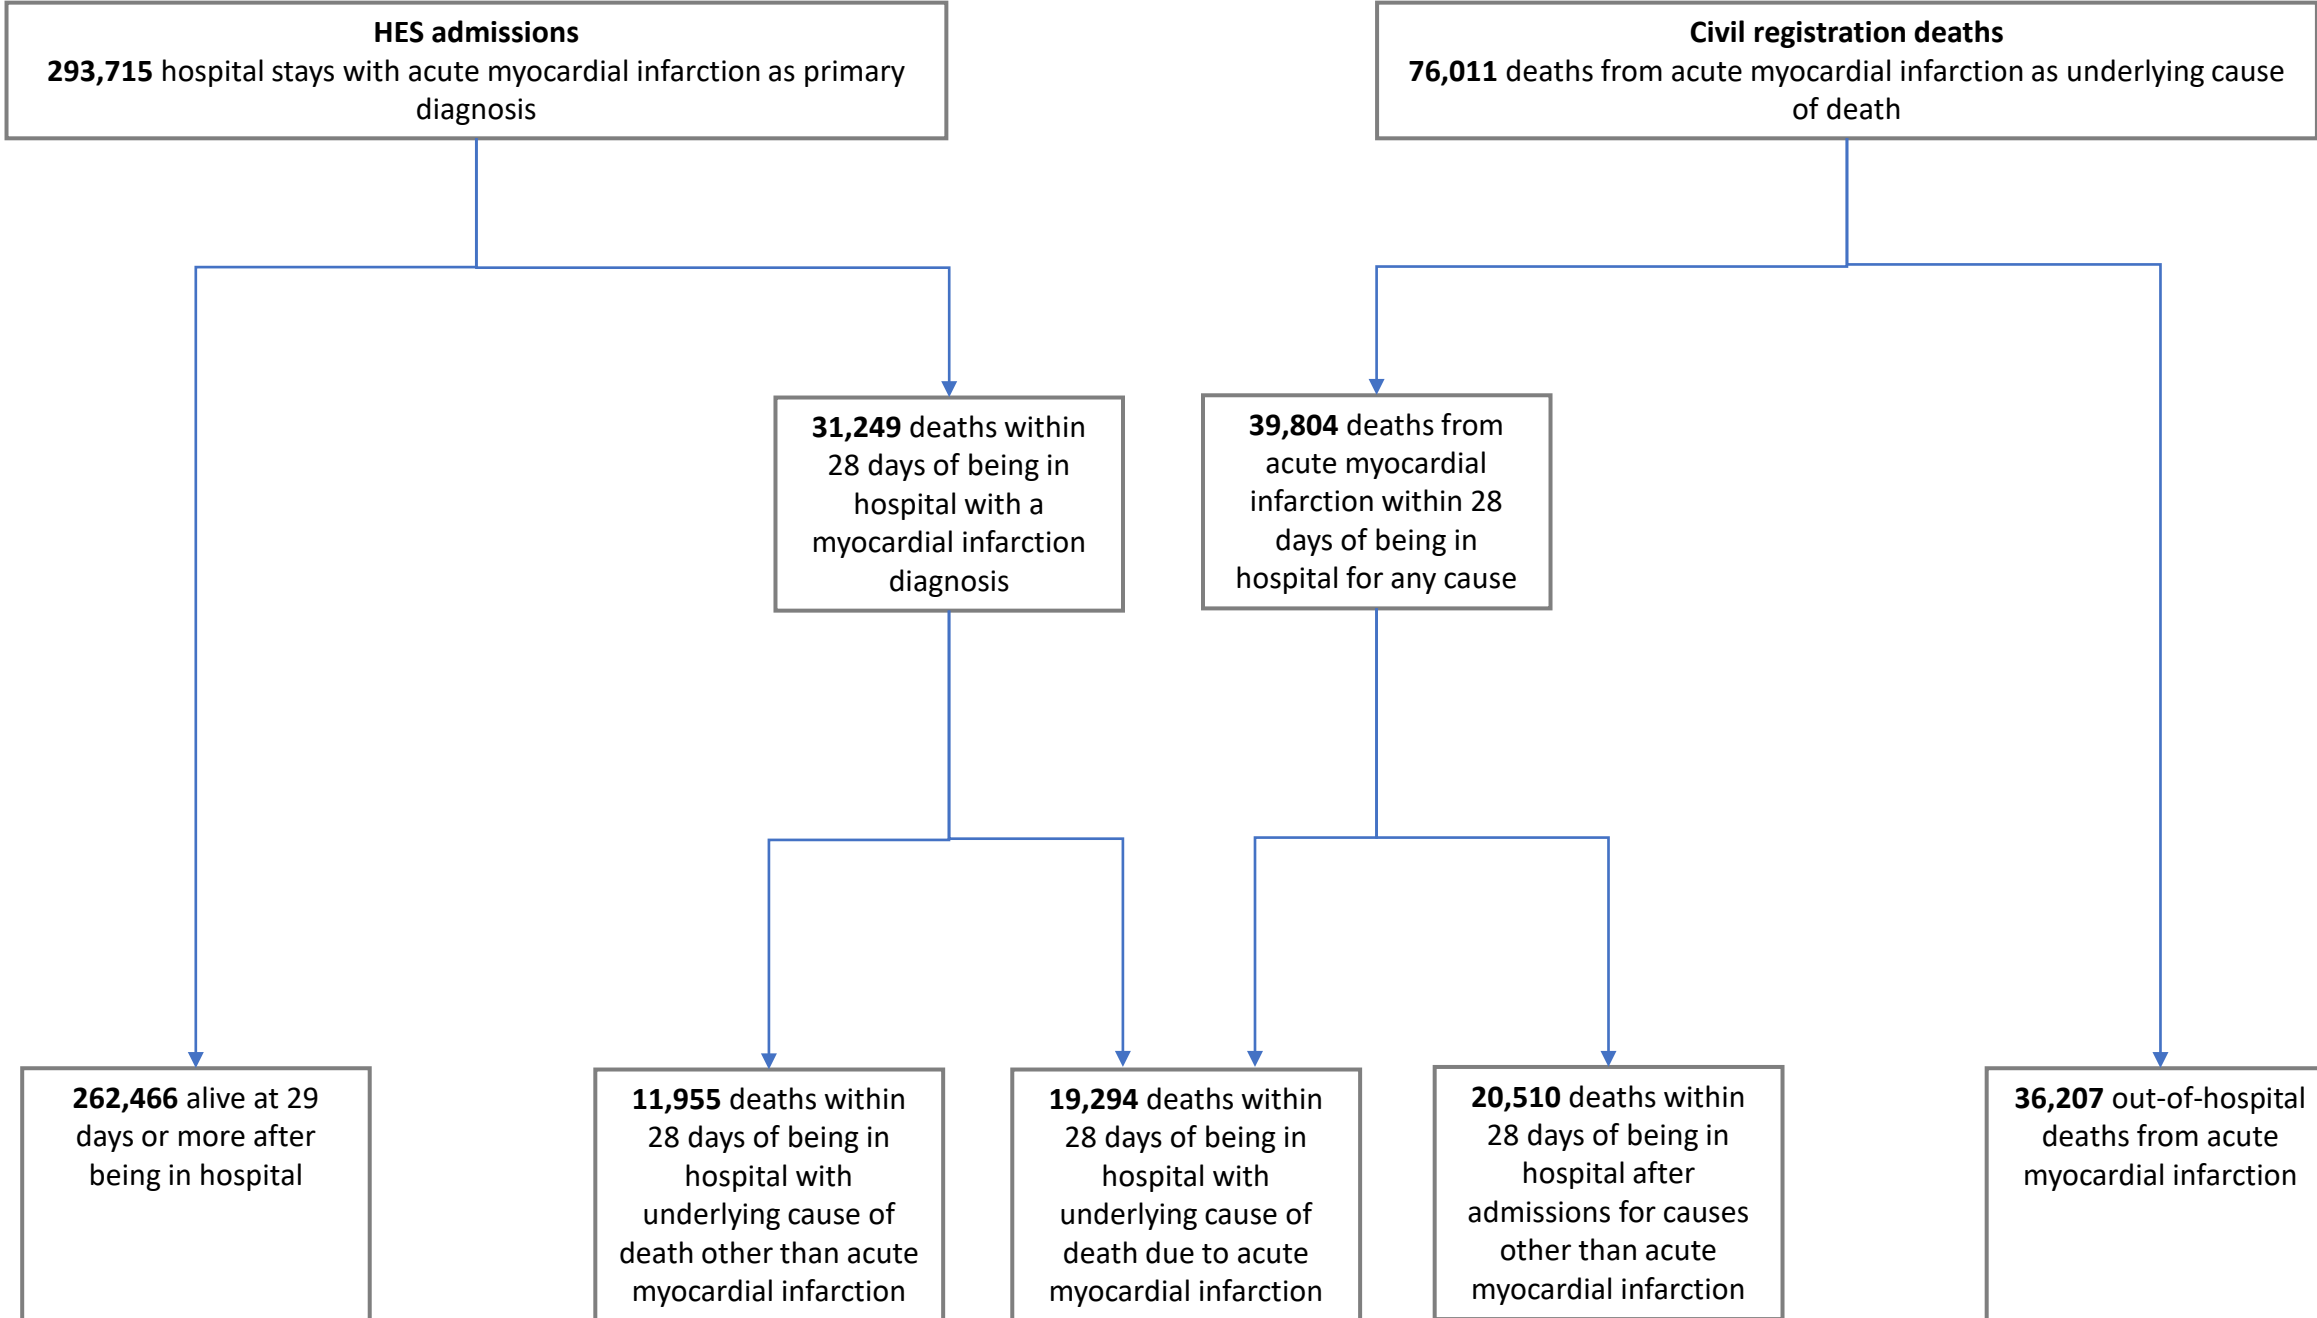 HES admissions
293,715 hospital stays with acute myocardial infarction as primary
diagnosis
Civil registration deaths
76,011 deaths from acute myocardial infarction as underlying cause
of death
31,249 deaths within
28 days of being in
hospital with a
myocardial infarction
diagnosis
39,804 deaths from
acute myocardial
infarction within 28
days of being in
hospital for any cause
262,466 alive at 29
days or more after
being in hospital
11,955 deaths within
28 days of being in
hospital with
underlying cause of
death other than acute
myocardial infarction
19,294 deaths within
28 days of being in
hospital with
underlying cause of
death due to acute
myocardial infarction
20,510 deaths within
28 days of being in
hospital after
admissions for causes
other than acute
myocardial infarction
36,207 out-of-hospital
deaths from acute
myocardial infarction